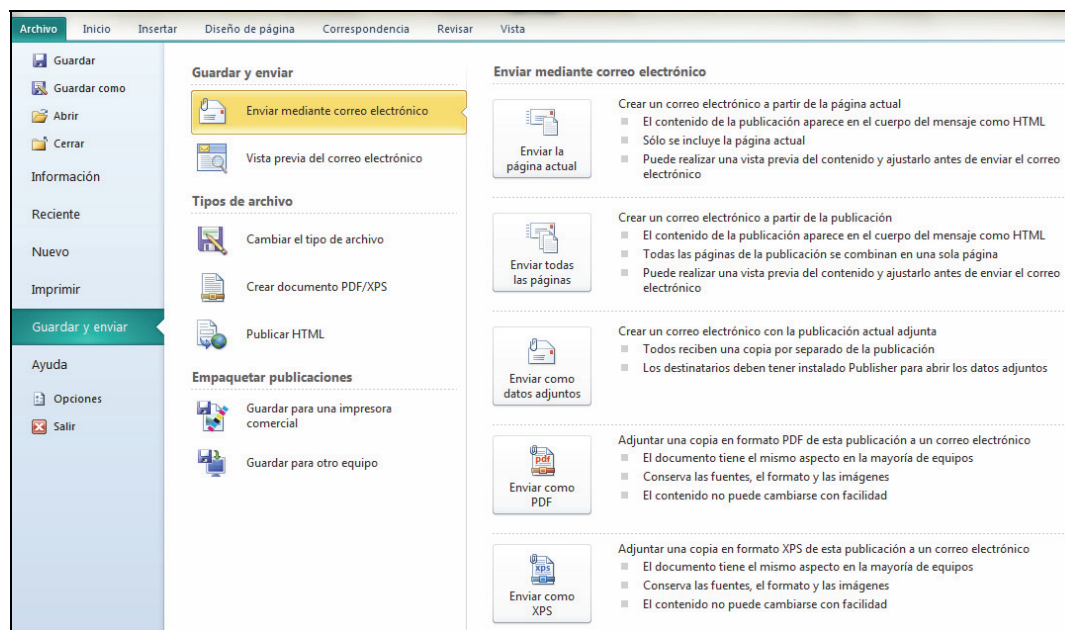 Archivo Inicio Insertar Diseño de página Correspondencia Revisar Vista
Guardar
Guardar como
Abrir
Cerrar
Información
Reciente
Nuevo
Imprimir
Guardar y enviar
Ayuda
Opciones
Salir
Guardar y enviar
Enviar mediante correo electrónico
Vista previa del correo electrónico
Tipos de archivo
Cambiar el tipo de archivo
Crear documento PDF/XPS
Publicar HTML
Empaquetar publicaciones
Guardar para una impresora
comercial
Guardar para otro equipo
Enviar mediante correo electrónico
Enviar la
página actual
Crear un correo electrónico a partir de la página actual
El contenido de la publicación aparece en el cuerpo del mensaje como HTML
Sólo se incluye la página actual
Puede realizar una vista previa del contenido y ajustarlo antes de enviar el correo
electrónico
Enviar todas
las páginas
Crear un correo electrónico a partir de la publicación
El contenido de la publicación aparece en el cuerpo del mensaje como HTML
Todas las páginas de la publicación se combinan en una sola página
Puede realizar una vista previa del contenido y ajustarlo antes de enviar el correo
electrónico
Enviar como
datos adjuntos
Crear un correo electrónico con la publicación actual adjunta
Todos reciben una copia por separado de la publicación
Los destinatarios deben tener instalado Publisher para abrir los datos adjuntos
pdf
Enviar como
PDF
Adjuntar una copia en formato PDF de esta publicación a un correo electrónico
El documento tiene el mismo aspecto en la mayoría de equipos
Conserva las fuentes, el formato y las imágenes
El contenido no puede cambiarse con facilidad
xps
Enviar como
XPS
Adjuntar una copia en formato XPS de esta publicación a un correo electrónico
El documento tiene el mismo aspecto en la mayoría de equipos
Conserva las fuentes, el formato y las imágenes
El contenido no puede cambiarse con facilidad